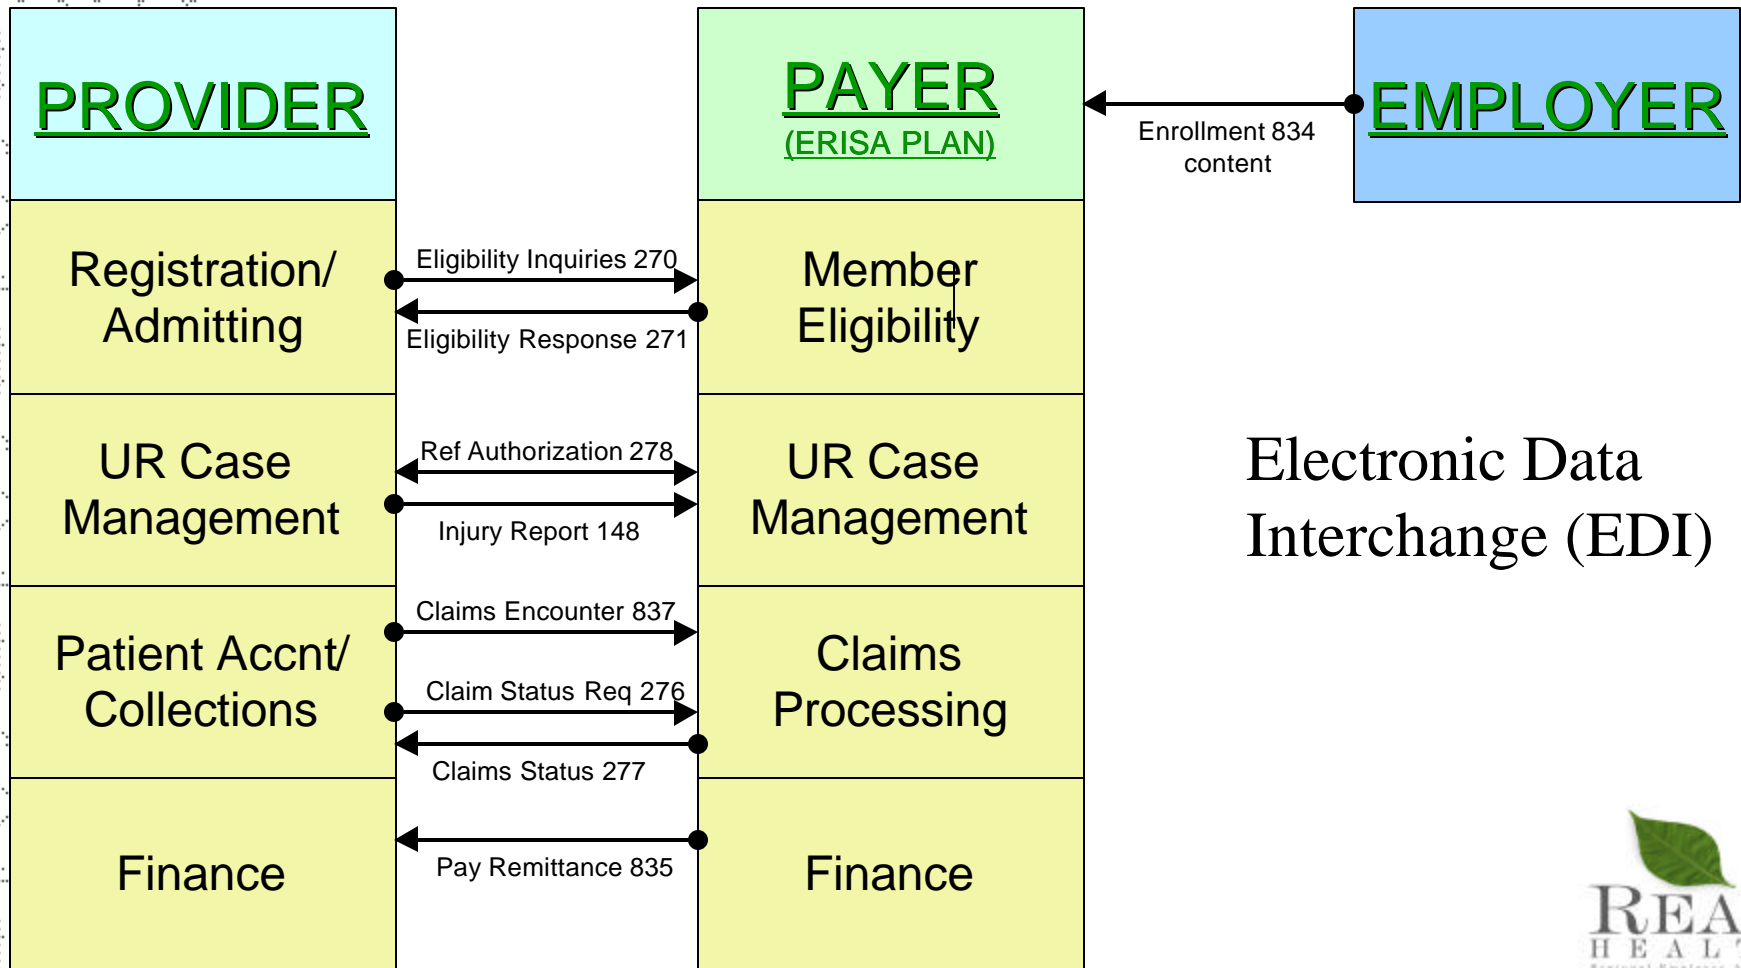 PROVIDER
PAYER
(ERISA PLAN)
EMPLOYER
Enrollment 834
content
Registration/
Admitting
Eligibility Inquiries 270
Eligibility Response 271
Member
Eligibility
UR Case
Management
Ref Authorization 278
Injury Report 148
UR Case
Management
Electronic Data
Interchange (EDI)
Patient Accnt/
Collections
Claims Encounter 837
Claim Status Req 276
Claims Status 277
Claims
Processing
Finance
Pay Remittance 835
Finance
REA
HEAL